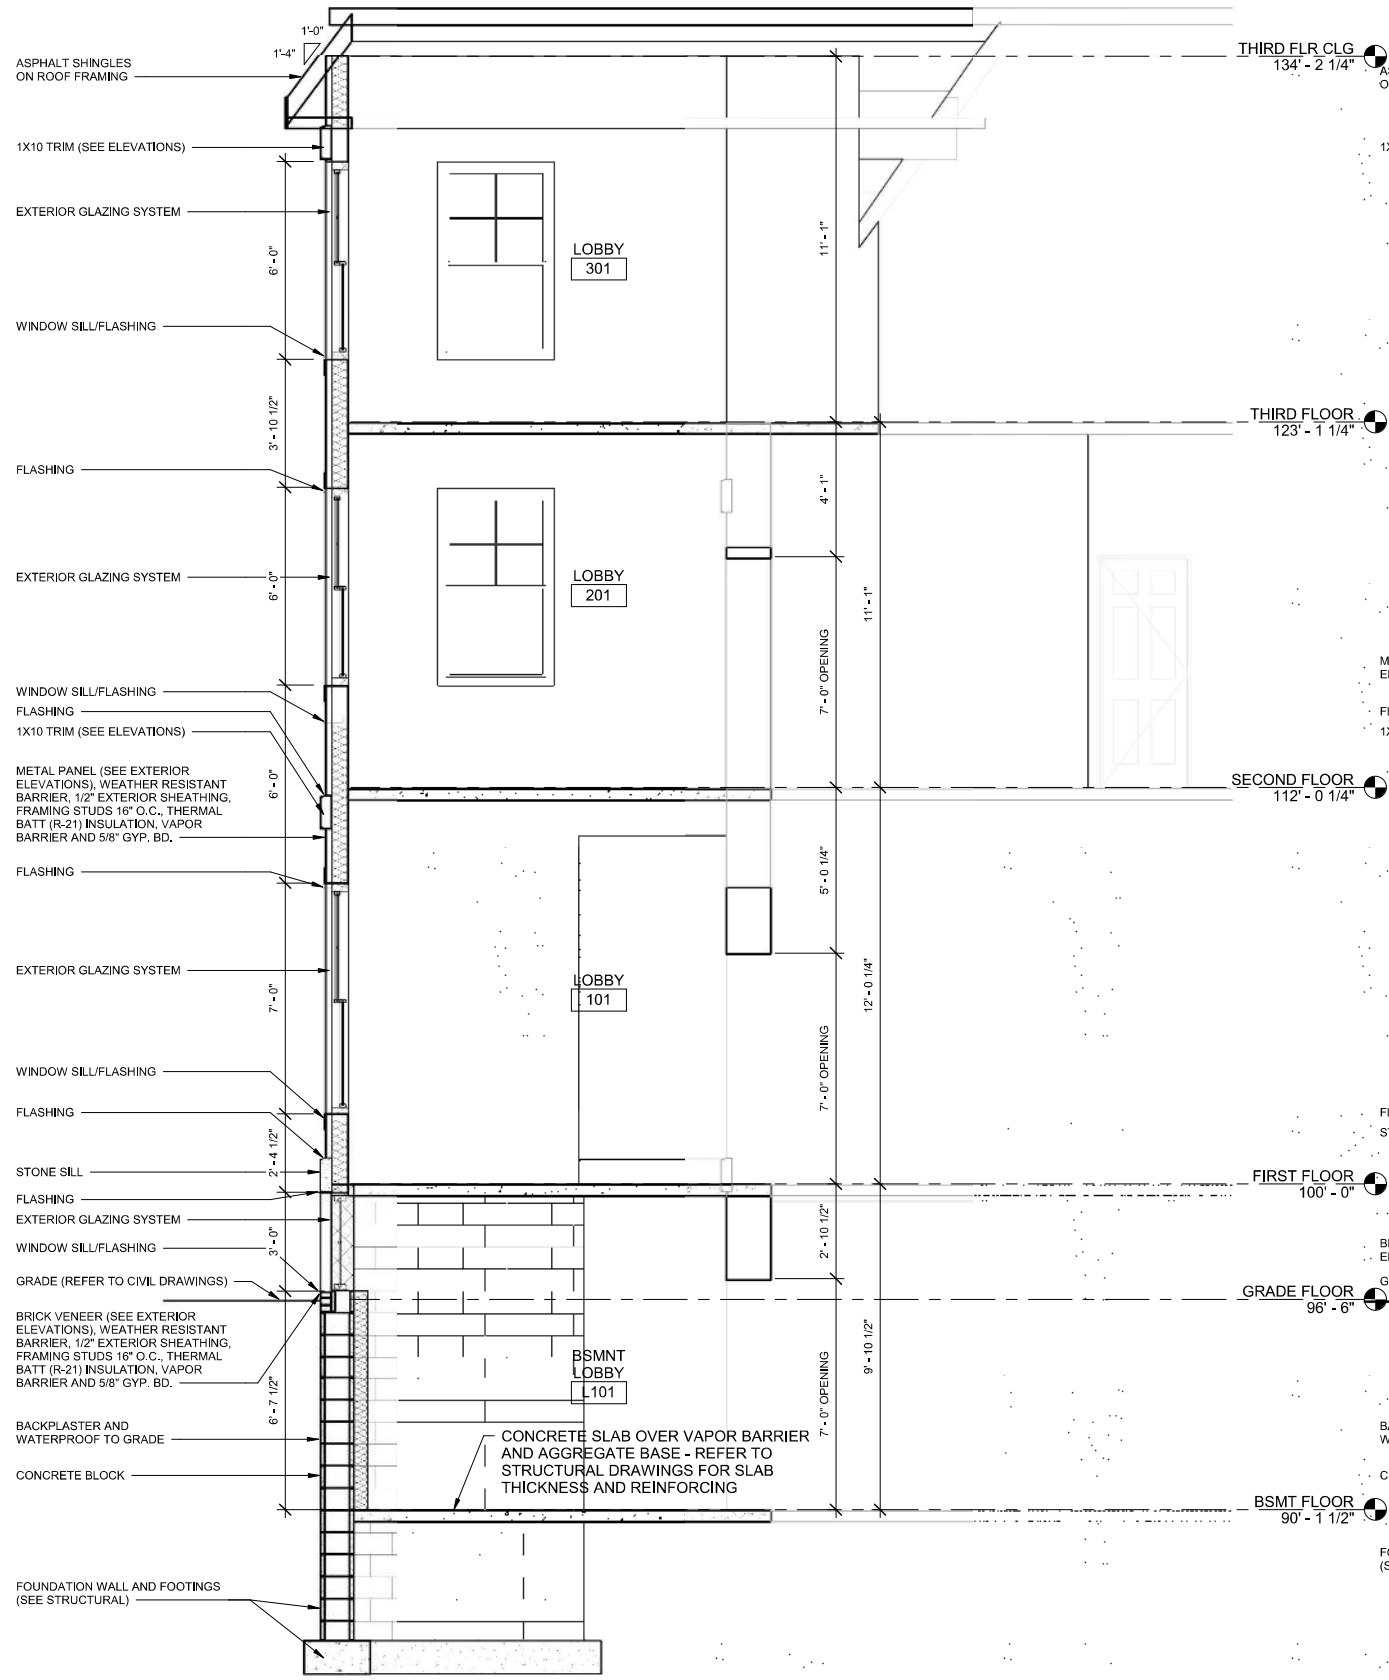 1'-0"
1'-4"
ASPHALT SHINGLES
ON ROOF FRAMING
1X10 TRIM (SEE ELEVATIONS)
EXTERIOR GLAZING SYSTEM
WINDOW SILL/FLASHING
FLASHING
EXTERIOR GLAZING SYSTEM
WINDOW SILL/FLASHING
FLASHING
1X10 TRIM (SEE ELEVATIONS)
METAL PANEL (SEE EXTERIOR
ELEVATIONS), WEATHER RESISTANT
BARRIER, 1/2" EXTERIOR SHEATHING,
FRAMING STUDS 16" O.C., THERMAL
BATT (R-21) INSULATION, VAPOR
BARRIER AND 5/8" GYP. BD.
FLASHING
EXTERIOR GLAZING SYSTEM
WINDOW SILL/FLASHING
FLASHING
STONE SILL
FLASHING
EXTERIOR GLAZING SYSTEM
WINDOW SILL/FLASHING
GRADE (REFER TO CIVIL DRAWINGS)
BRICK VENEER (SEE EXTERIOR
ELEVATIONS), WEATHER RESISTANT
BARRIER, 1/2" EXTERIOR SHEATHING,
FRAMING STUDS 16" O.C., THERMAL
BATT (R-21) INSULATION, VAPOR
BARRIER AND 5/8" GYP. BD.
BACKPLASTER AND
WATERPROOF TO GRADE
CONCRETE BLOCK
FOUNDATION WALL AND FOOTINGS
(SEE STRUCTURAL)
6' - 0"
3' - 10 1/2"
6' - 0"
6' - 0"
7' - 0"
2' - 4 1/2"
3' - 0"
6' - 7 1/2"
LOBBY
301
LOBBY
201
LOBBY
101
BSMNT
LOBBY
L101
CONCRETE SLAB OVER VAPOR BARRIER
AND AGGREGATE BASE - REFER TO
STRUCTURAL DRAWINGS FOR SLAB
THICKNESS AND REINFORCING
11' - 1"
4' - 1"
7' - 0" OPENING
5' - 0 1/4"
7' - 0" OPENING
2' - 10 1/2"
7' - 0" OPENING
11' - 1"
12' - 0 1/4"
9' - 10 1/2"
THIRD FLR CLG
134' - 2 1/4"
THIRD FLOOR
123' - 1 1/4"
SECOND FLOOR
112' - 0 1/4"
FIRST FLOOR
100' - 0"
GRADE FLOOR
96' - 6"
BSMT FLOOR
90' - 1 1/2"